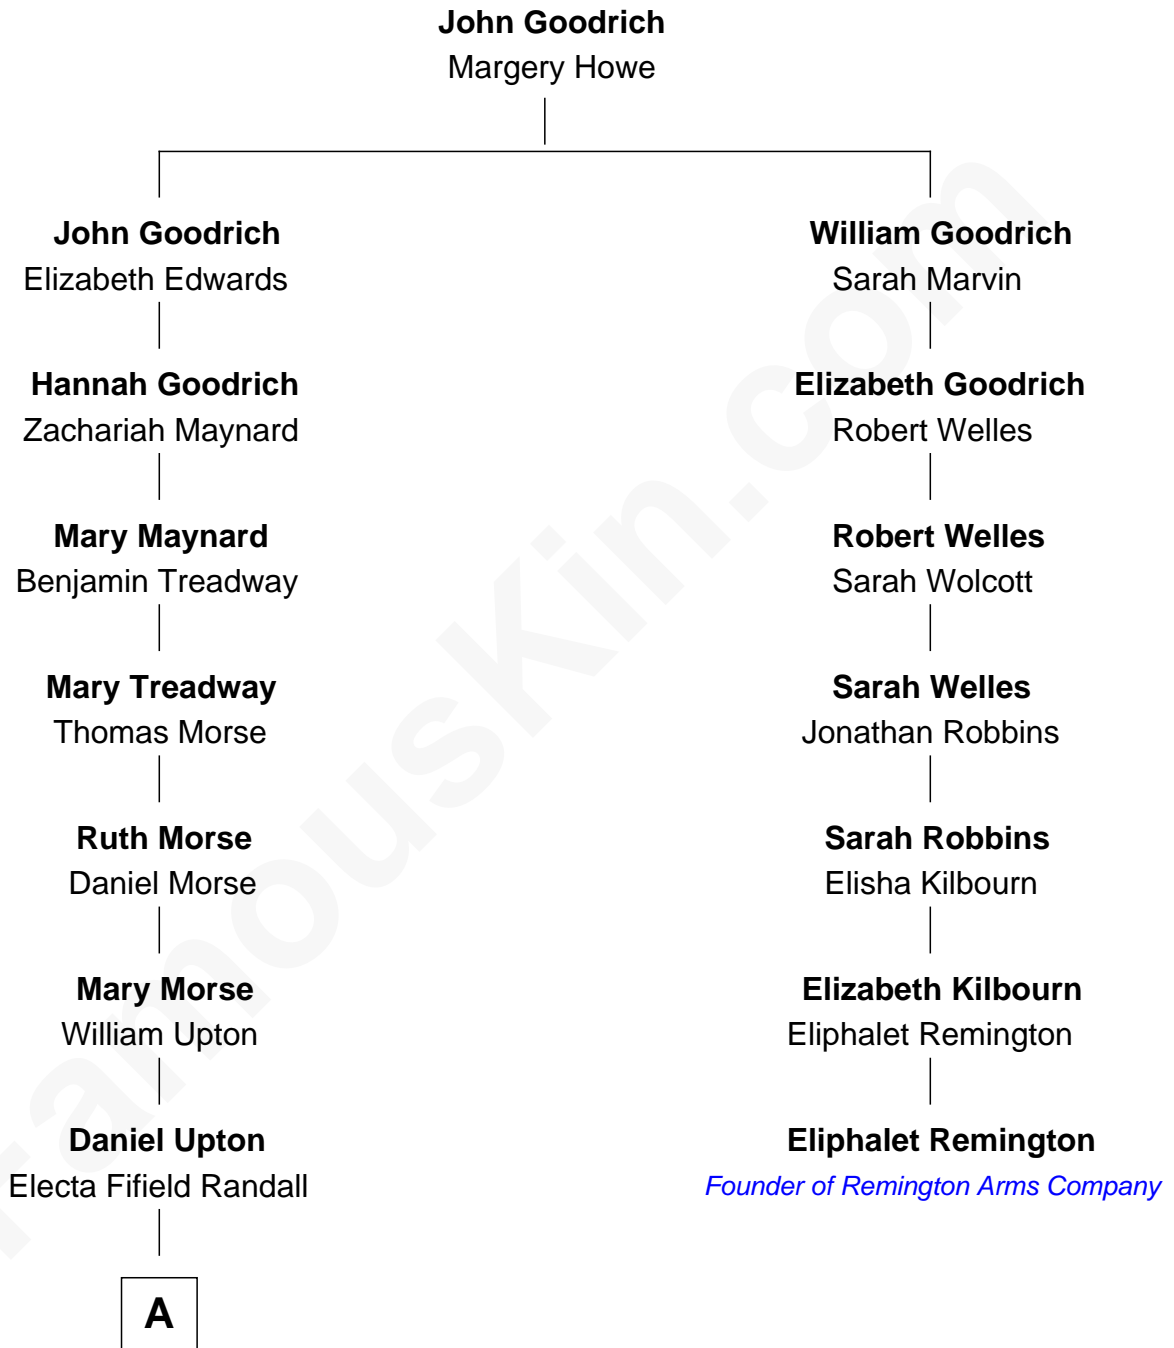 John Goodrich
Margery Howe
John Goodrich
Elizabeth Edwards
Hannah Goodrich
Zachariah Maynard
Mary Maynard
Benjamin Treadway
Mary Treadway
Thomas Morse
Ruth Morse
Daniel Morse
Mary Morse
William Upton
Daniel Upton
Electa Fifield Randall
A
William Goodrich
Sarah Marvin
Elizabeth Goodrich
Robert Welles
Robert Welles
Sarah Wolcott
Sarah Welles
Jonathan Robbins
Sarah Robbins
Elisha Kilbourn
Elizabeth Kilbourn
Eliphalet Remington
Eliphalet Remington
Founder of Remington Arms Company
FamousKin.com